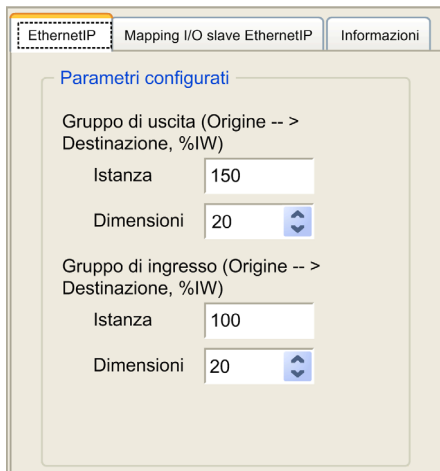 EthernetIP Mapping I/O slave EthernetIP Informazioni
Parametri configurati
Gruppo di uscita (Origine -- >
Destinazione, %IW)
Istanza 150
Dimensioni 20
Gruppo di ingresso (Origine -- >
Destinazione, %IW)
Istanza 100
Dimensioni 20